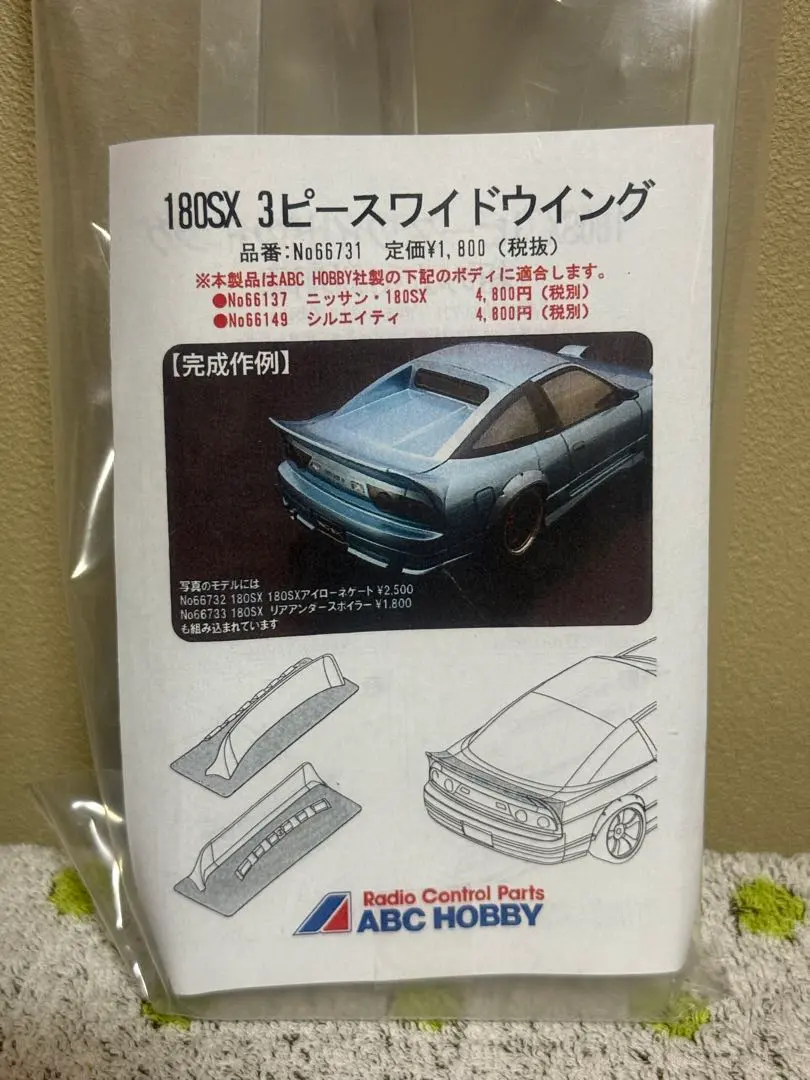 180SX 3ピースワイドウイング
品番:No66731 定価¥1,800 (税抜)
※本製品はABC HOBBY社製の下記のボディに適合します。
●No66137 ニッサン・180SX 4,800円 (税別)
●No66149 シルエイティ 4,800円 (税別)
【完成作例】
写真のモデルには
No66732 180SX 180SXアイローネゲート ¥2,500
No66733 180SX リアアンダースポイラー ¥1.800
も組み込まれています
Radio Control Parts
ABC HOBBY